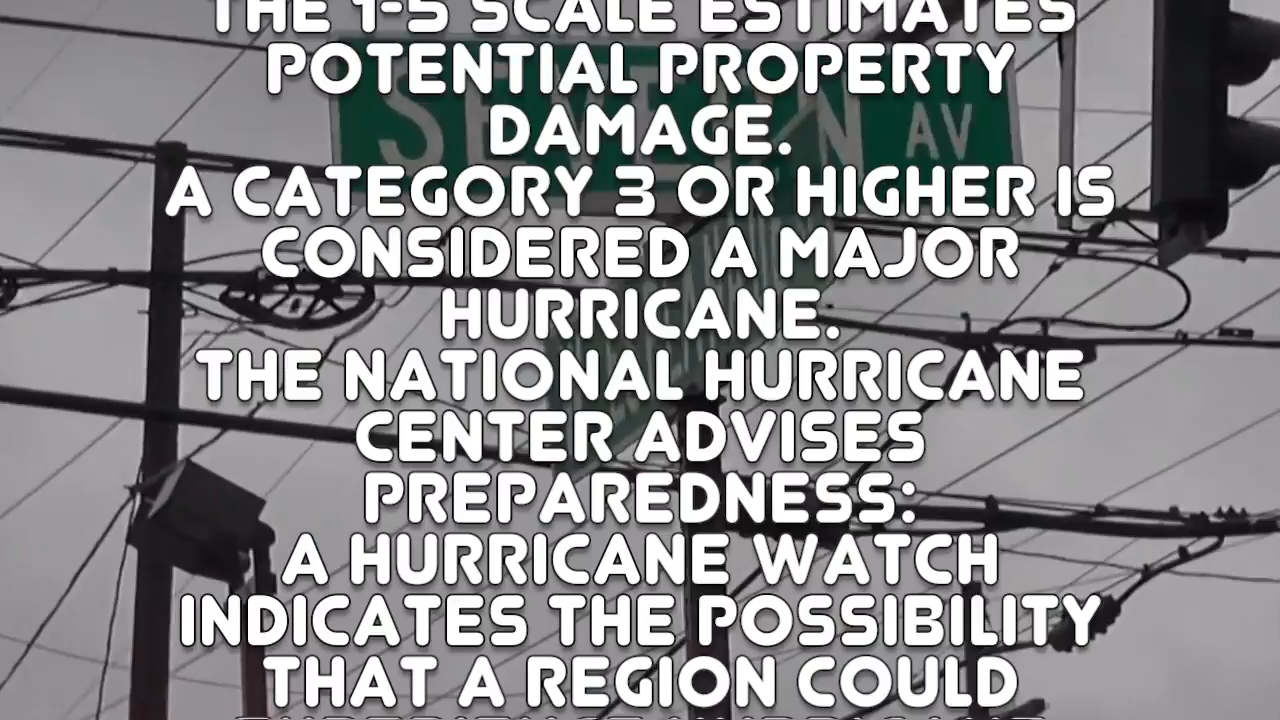 THE 1-5 SCALE ESTIMATES
POTENTIAL PROPERTY
DAMAGE.
A CATEGORY 3 OR HIGHER IS
CONSIDERED A MAJOR
HURRICANE.
THE NATIONAL HURRICANE
CENTER ADVISES
PREPAREDNESS:
A HURRICANE WATCH
INDICATES THE POSSIBILITY
THAT A REGION COULD
AV